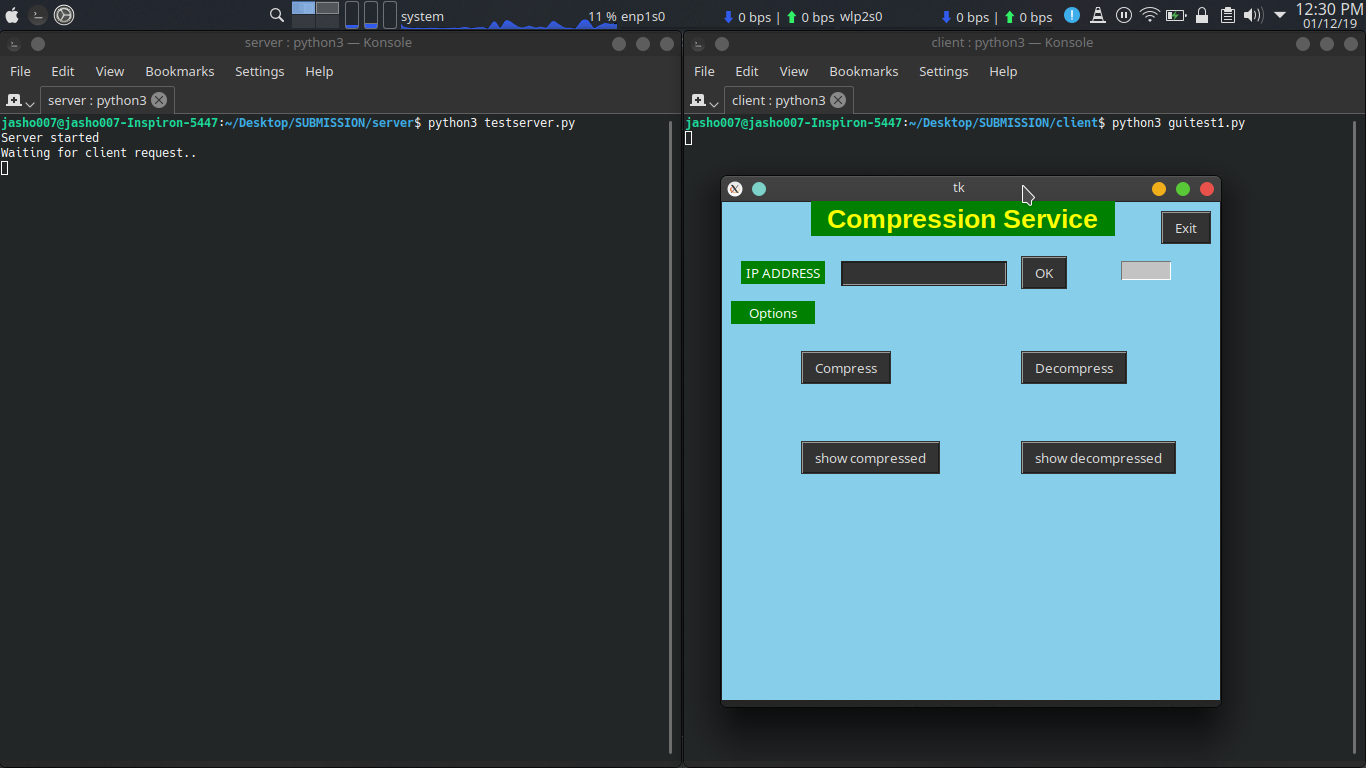 system 11 % enp1s0 0 bps | 0 bps wlp2s0 0 bps | 0 bps 12:30 PM
01/12/19
server : python3 — Konsole
File Edit View Bookmarks Settings Help
server : python3
jasho007@jasho007-Inspiron-5447:~/Desktop/SUBMISSION/server$ python3 testserver.py
Server started
Waiting for client request..
client : python3 — Konsole
File Edit View Bookmarks Settings Help
client : python3
jasho007@jasho007-Inspiron-5447:~/Desktop/SUBMISSION/client$ python3 guitest1.py
tk
Compression Service
Exit
IP ADDRESS OK
Options
Compress Decompress
show compressed show decompressed